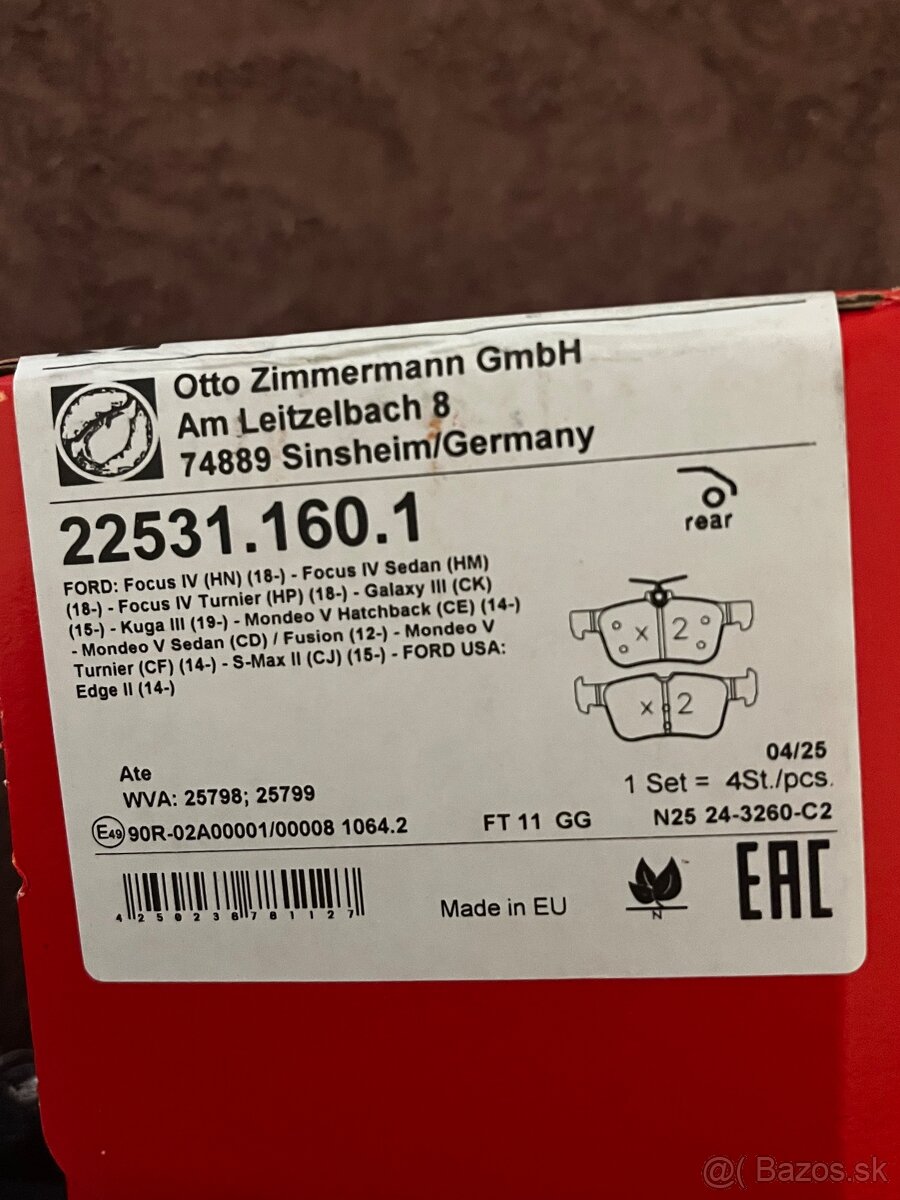 Otto Zimmermann GmbH
Am Leitzelbach 8
74889 Sinsheim/Germany
22531.160.1
rear
FORD: Focus IV (HN) (18-) - Focus IV Sedan (HM)
(18-) - Focus IV Turnier (HP) (18-) - Galaxy III (CK)
(15-) - Kuga III (19-) - Mondeo V Hatchback (CE) (14-)
- Mondeo V Sedan (CD) / Fusion (12-) - Mondeo V
Turnier (CF) (14-) - S-Max II (CJ) (15-) - FORD USA:
Edge II (14-)
x 2
x 2
04/25
Ate
1 Set = 4St./pcs.
WVA: 25798; 25799
E49 90R-02A00001/00008 1064.2
FT 11 GG
N25 24-3260-C2
4250238781127
Made in EU
N
EAC
@( Bazos.sk